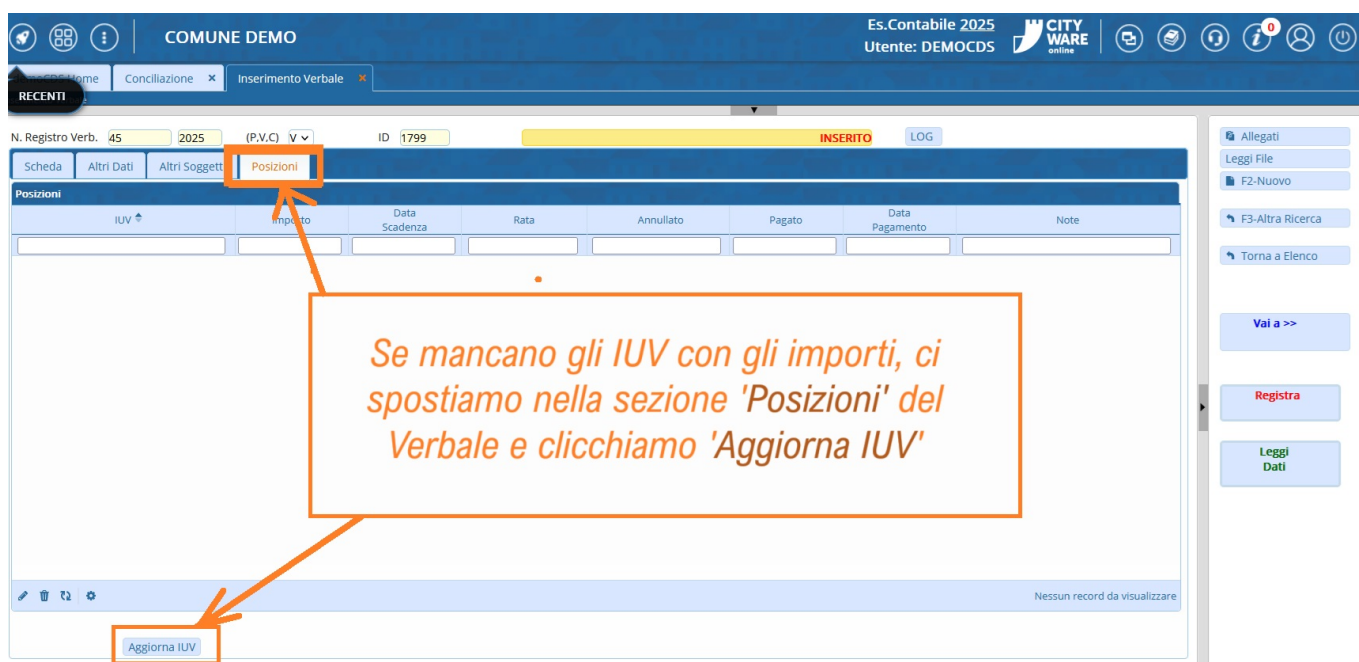 COMUNE DEMO
Es.Contabile 2025
Utente: DEMOCDS
CITY
WARE
online
0
Home
Conciliazione ×
Inserimento Verbale ×
RECENTI
N. Registro Verb. 45 2025 (P,V,C) V ID 1799 INSERITO LOG
Scheda Altri Dati Altri Soggetti Posizioni
Posizioni
IUV Importo Data Scadenza Rata Annullato Pagato Data Pagamento Note
Se mancano gli IUV con gli importi, ci
spostiamo nella sezione 'Posizioni' del
Verbale e clicchiamo 'Aggiorna IUV'
Nessun record da visualizzare
Aggiorna IUV
Allegati
Leggi File
F2-Nuovo
F3-Altra Ricerca
Torna a Elenco
Vai a >>
Registra
Leggi
Dati